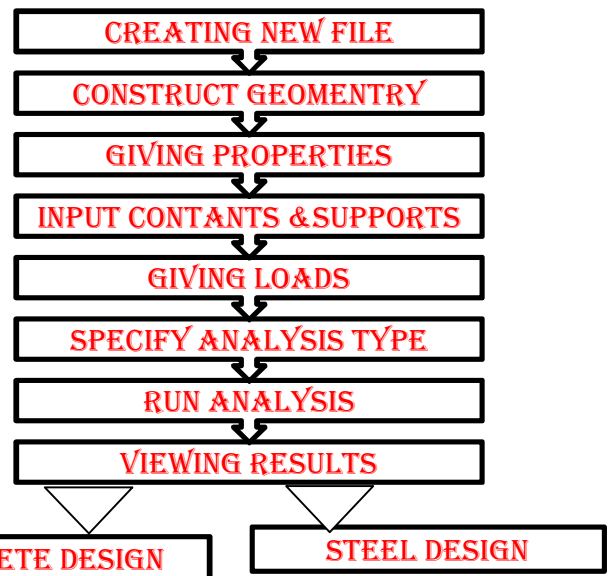 CREATING NEW FILE
CONSTRUCT GEOMENTRY
GIVING PROPERTIES
INPUT CONTANTS &SUPPORTS
GIVING LOADS
SPECIFY ANALYSIS TYPE
RUN ANALYSIS
VIEWING RESULTS
STEEL DESIGN
ETE DESIGN